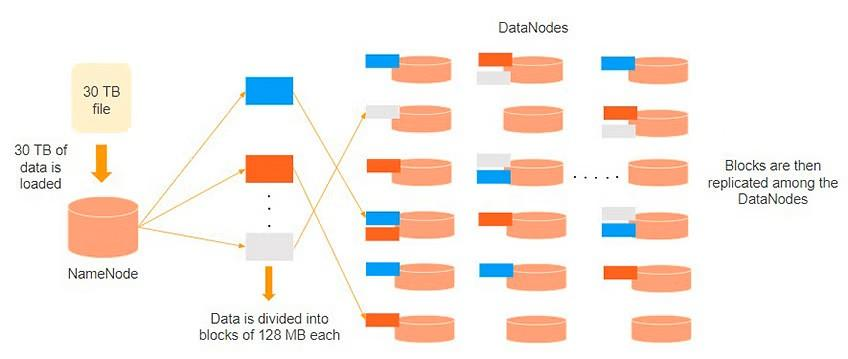 DataNodes
30 TB
file
30 TB of
data is
loaded
NameNode
Data is divided into
blocks of 128 MB each
Blocks are then
replicated among the
DataNodes